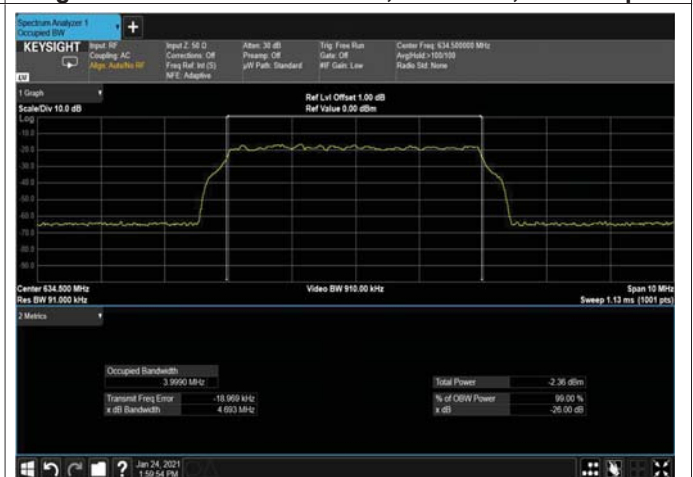 Spectrum Analyzer 1
Occupied BW
+
KEYSIGHT
Input: RF
Coupling: AC
Align: Auto/No RF
Input Z: 50 Ω
Corrections: Off
Freq Ref: Int (S)
NFE: Adaptive
Atten: 30 dB
Preamp: Off
µW Path: Standard
Trig: Free Run
Gate: Off
#IF Gain: Low
Center Freq: 634.500000 MHz
Avg|Hold:>100/100
Radio Std: None
LVI
1 Graph
Scale/Div 10.0 dB
Ref Lvl Offset 1.00 dB
Ref Value 0.00 dBm
Log
-10.0
-20.0
-30.0
-40.0
-50.0
-60.0
-70.0
-80.0
-90.0
Center 634.500 MHz
Res BW 91.000 kHz
Video BW 910.00 kHz
Span 10 MHz
Sweep 1.13 ms (1001 pts)
2 Metrics
Occupied Bandwidth
3.9990 MHz
Transmit Freq Error -18.969 kHz
x dB Bandwidth 4.693 MHz
Total Power -2.36 dBm
% of OBW Power 99.00 %
x dB -26.00 dB
?
Jan 24, 2021
1:59:54 PM